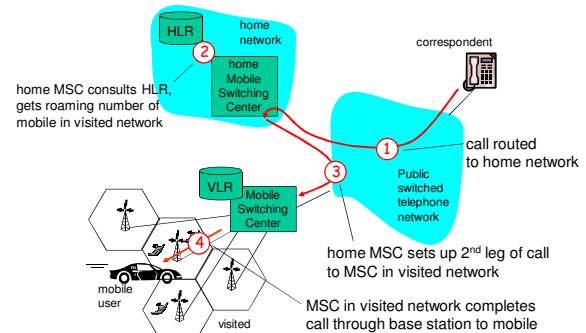 HLR
home
network
2
correspondent
home MSC consults HLR,
gets roaming number of
mobile in visited network
home
Mobile
Switching
Center
1
call routed
to home network
3
Public
switched
telephone
network
VLR
Mobile
Switching
Center
4
home MSC sets up 2nd leg of call
to MSC in visited network
mobile
user
MSC in visited network completes
call through base station to mobile
visited